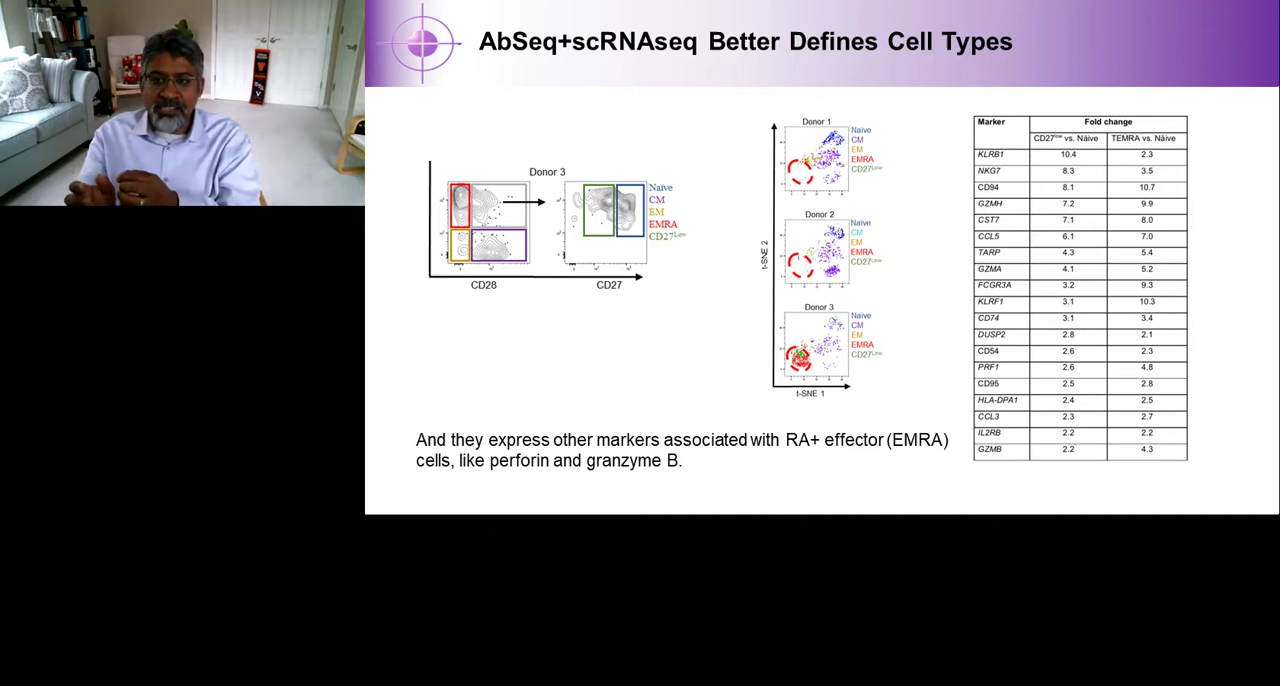 AbSeq+scRNAseq Better Defines Cell Types
Donor 3
Naïve
CM
EM
EMRA
CD27Low
CD28
CD27
Donor 1
Naïve
CM
EM
EMRA
CD27Low
Donor 2
Naïve
CM
EM
EMRA
CD27Low
Donor 3
Naïve
CM
EM
EMRA
CD27Low
t-SNE 2
t-SNE 1
Marker Fold change
CD27low vs. Näive TEMRA vs. Näive
KLRB1 10.4 2.3
NKG7 8.3 3.5
CD94 8.1 10.7
GZMH 7.2 9.9
CST7 7.1 8.0
CCL5 6.1 7.0
TARP 4.3 5.4
GZMA 4.1 5.2
FCGR3A 3.2 9.3
KLRF1 3.1 10.3
CD74 3.1 3.4
DUSP2 2.8 2.1
CD54 2.6 2.3
PRF1 2.6 4.8
CD95 2.5 2.8
HLA-DPA1 2.4 2.5
CCL3 2.3 2.7
IL2RB 2.2 2.2
GZMB 2.2 4.3
And they express other markers associated with RA+ effector (EMRA)
cells, like perforin and granzyme B.